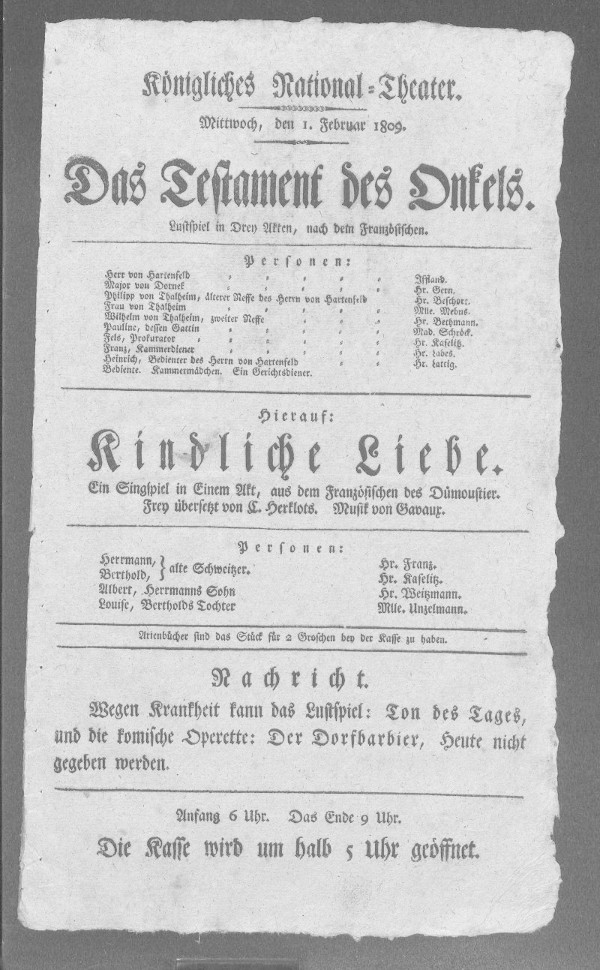 Königliches National-Theater.
Mittwoch, den 1. Februar 1809.
Das Testament des Onkels.
Lustspiel in Drey Akten, nach dem Französischen.
Personen:
Herr von Hartenfeld Iffland.
Major von Dornek Hr. Gern.
Philipp von Thalheim, älterer Neffe des Herrn von Hartenfeld Hr. Beschort.
Frau von Thalheim Mlle. Mebus.
Wilhelm von Thalheim, zweiter Neffe Hr. Bethmann.
Pauline, dessen Gattin Mad. Schröck.
Fels, Prokurator Hr. Kaselitz.
Franz, Kammerdiener Hr. Labes.
Heinrich, Bedienter des Herrn von Hartenfeld Hr. Lattig.
Bediente. Kammermädchen. Ein Gerichtsdiener.
Hierauf:
Kindliche Liebe.
Ein Singspiel in Einem Akt, aus dem Französischen des Dümoustier.
Frey übersetzt von C. Herklots. Musik von Gavaux.
Personen:
Herrmann, } alte Schweitzer. Hr. Franz.
Berthold, Hr. Kaselitz.
Albert, Herrmanns Sohn Hr. Weitzmann.
Louise, Bertholds Tochter Mlle. Unzelmann.
Arienbücher sind das Stück für 2 Groschen bey der Kasse zu haben.
Nachricht.
Wegen Krankheit kann das Lustspiel: Ton des Tages,
und die komische Operette: Der Dorfbarbier, Heute nicht
gegeben werden.
Anfang 6 Uhr. Das Ende 9 Uhr.
Die Kasse wird um halb 5 Uhr geöffnet.